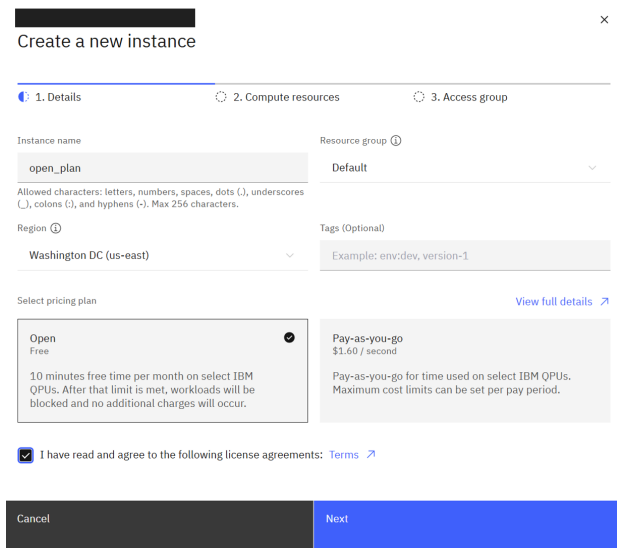 Create a new instance
1. Details
2. Compute resources
3. Access group
Instance name
open_plan
Allowed characters: letters, numbers, spaces, dots (.), underscores
(_), colons (:), and hyphens (-). Max 256 characters.
Resource group
Default
Region
Washington DC (us-east)
Tags (Optional)
Example: env:dev, version-1
Select pricing plan
View full details
Open
Free
10 minutes free time per month on select IBM
QPUs. After that limit is met, workloads will be
blocked and no additional charges will occur.
Pay-as-you-go
$1.60 / second
Pay-as-you-go for time used on select IBM QPUs.
Maximum cost limits can be set per pay period.
I have read and agree to the following license agreements: Terms
Cancel
Next